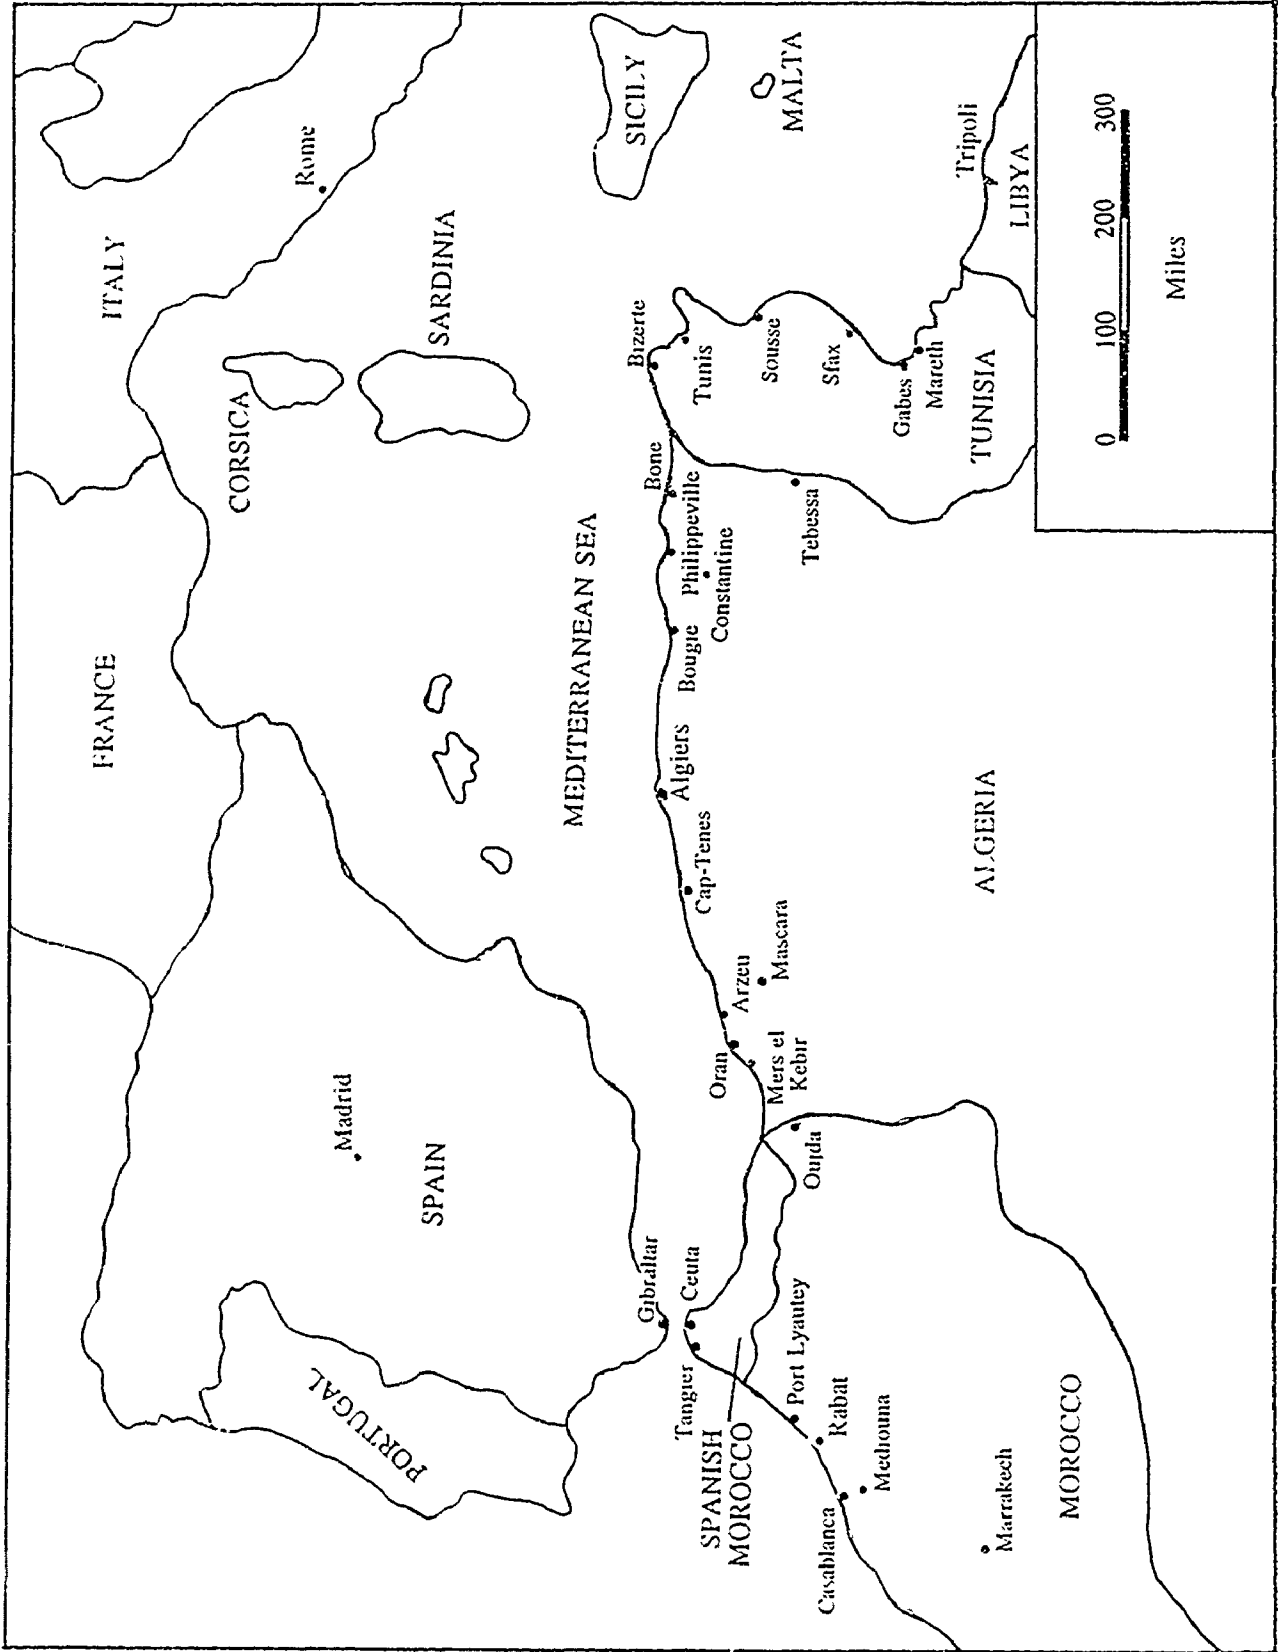 FRANCE
ITALY
CORSICA
Rome
SARDINIA
Madrid
SPAIN
PORTUGAL
MEDITERRANEAN SEA
SICILY
MALTA
Gibraltar
Ceuta
Tangier
SPANISH
MOROCCO
Port Lyautey
Rabat
Casablanca
Mediouna
Marrakech
MOROCCO
Oujda
Oran
Mers el
Kebir
Arzeu
Mascara
Cap-Tenes
Algiers
Bougie
Philippeville
Constantine
Bone
Tebessa
ALGERIA
Bizerte
Tunis
Sousse
Sfax
Gabes
Mareth
TUNISIA
Tripoli
LIBYA
0 100 200 300
Miles